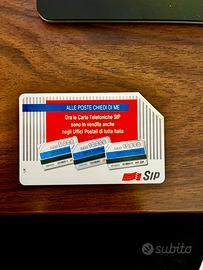 ALLE POSTE CHIEDI DI ME
Ora le Carte Telefoniche SIP
sono in vendita anche
negli Uffici Postali di tutta Italia
SIP
subito